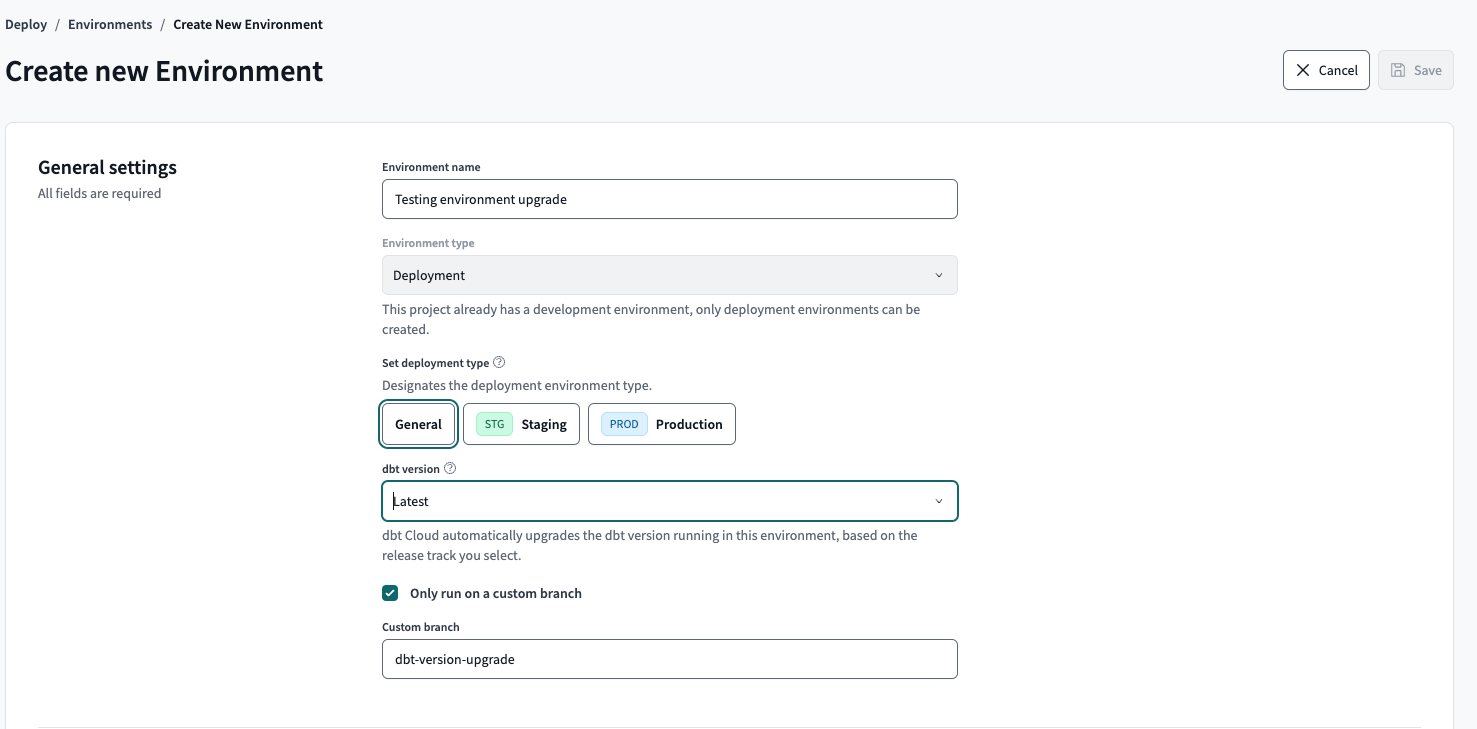 Deploy / Environments / Create New Environment
Create new Environment
Cancel
Save
General settings
All fields are required
Environment name
Testing environment upgrade
Environment type
Deployment
This project already has a development environment, only deployment environments can be
created.
Set deployment type ?
Designates the deployment environment type.
General
STG Staging
PROD Production
dbt version ?
Latest
dbt Cloud automatically upgrades the dbt version running in this environment, based on the
release track you select.
Only run on a custom branch
Custom branch
dbt-version-upgrade